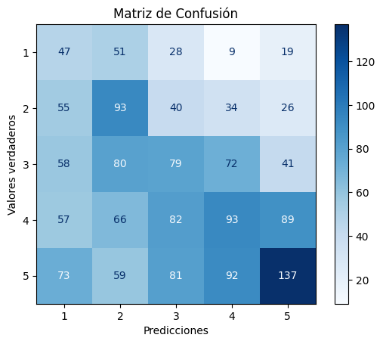 Matriz de Confusión
1 47 51 28 9 19
2 55 93 40 34 26
3 58 80 79 72 41
4 57 66 82 93 89
5 73 59 81 92 137
1 2 3 4 5
Predicciones
Valores verdaderos
120
100
80
60
40
20